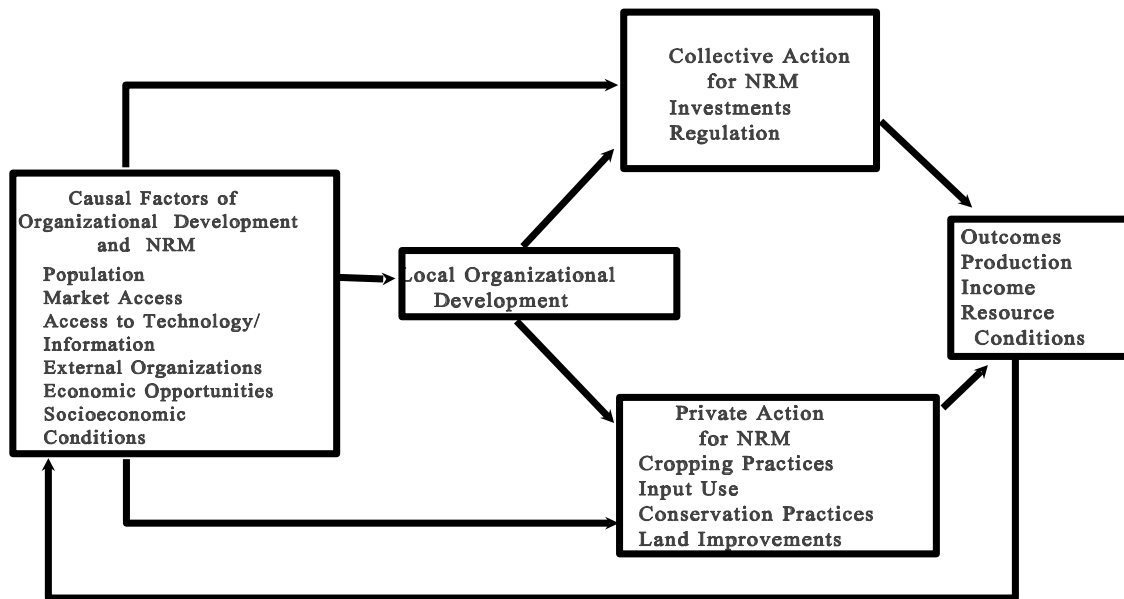 Collective Action
for NRM
Investments
Regulation
Causal Factors of
Organizational Development
and NRM
Population
Market Access
Access to Technology/
Information
External Organizations
Economic Opportunities
Socioeconomic
Conditions
Local Organizational
Development
Outcomes
Production
Income
Resource
Conditions
Private Action
for NRM
Cropping Practices
Input Use
Conservation Practices
Land Improvements